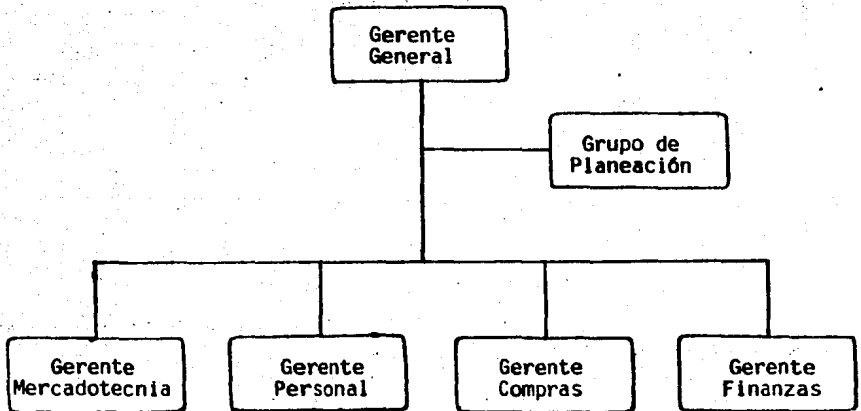 Gerente
General
Grupo de
Planeación
Gerente
Mercadotecnia
Gerente
Personal
Gerente
Compras
Gerente
Finanzas